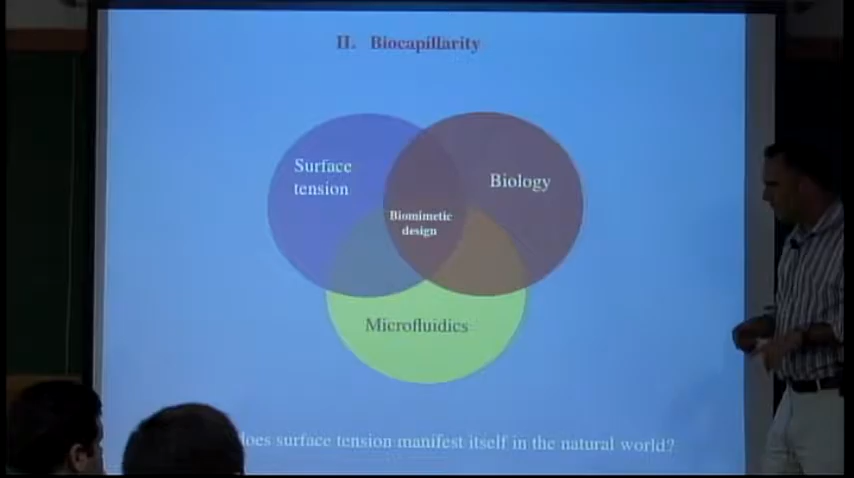 II. Biocapillarity
Surface
tension
Biology
Biomimetic
design
Microfluidics
does surface tension manifest itself in the natural world?